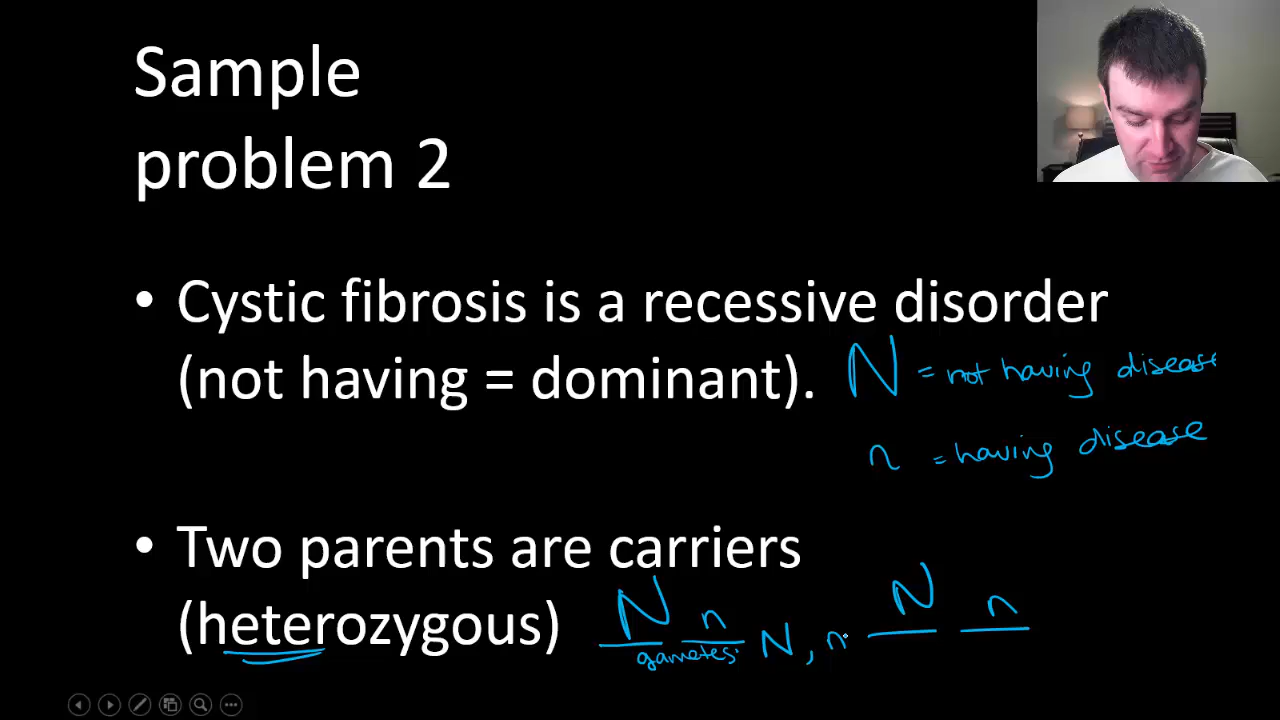 Sample
problem 2
• Cystic fibrosis is a recessive disorder
(not having = dominant).
N = not having disease
n = having disease
• Two parents are carriers
(heterozygous)
N n
gametes: N, n
N n